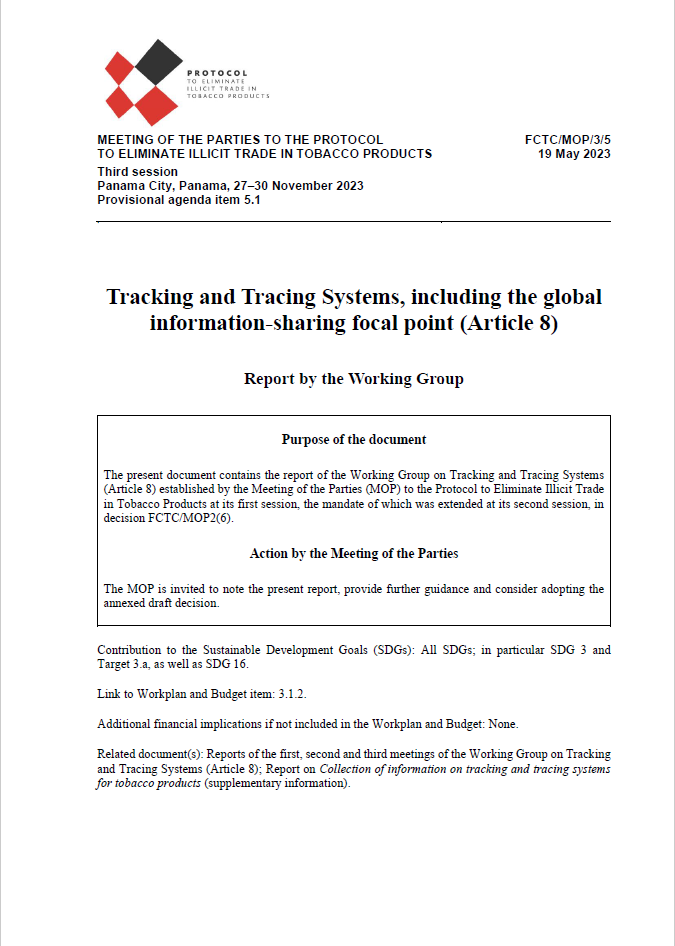 PROTOCOL
TO ELIMINATE
ILLICIT TRADE IN
TOBACCO PRODUCTS
MEETING OF THE PARTIES TO THE PROTOCOL
TO ELIMINATE ILLICIT TRADE IN TOBACCO PRODUCTS
FCTC/MOP/3/5
19 May 2023
Third session
Panama City, Panama, 27–30 November 2023
Provisional agenda item 5.1
Tracking and Tracing Systems, including the global
information-sharing focal point (Article 8)
Report by the Working Group
Purpose of the document
The present document contains the report of the Working Group on Tracking and Tracing Systems
(Article 8) established by the Meeting of the Parties (MOP) to the Protocol to Eliminate Illicit Trade
in Tobacco Products at its first session, the mandate of which was extended at its second session, in
decision FCTC/MOP2(6).
Action by the Meeting of the Parties
The MOP is invited to note the present report, provide further guidance and consider adopting the
annexed draft decision.
Contribution to the Sustainable Development Goals (SDGs): All SDGs; in particular SDG 3 and
Target 3.a, as well as SDG 16.
Link to Workplan and Budget item: 3.1.2.
Additional financial implications if not included in the Workplan and Budget: None.
Related document(s): Reports of the first, second and third meetings of the Working Group on Tracking
and Tracing Systems (Article 8); Report on Collection of information on tracking and tracing systems
for tobacco products (supplementary information).